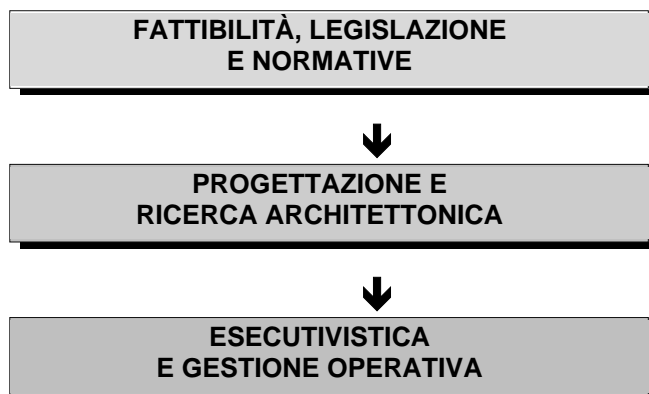 FATTIBILITÀ, LEGISLAZIONE
E NORMATIVE
PROGETTAZIONE E
RICERCA ARCHITETTONICA
ESECUTIVISTICA
E GESTIONE OPERATIVA